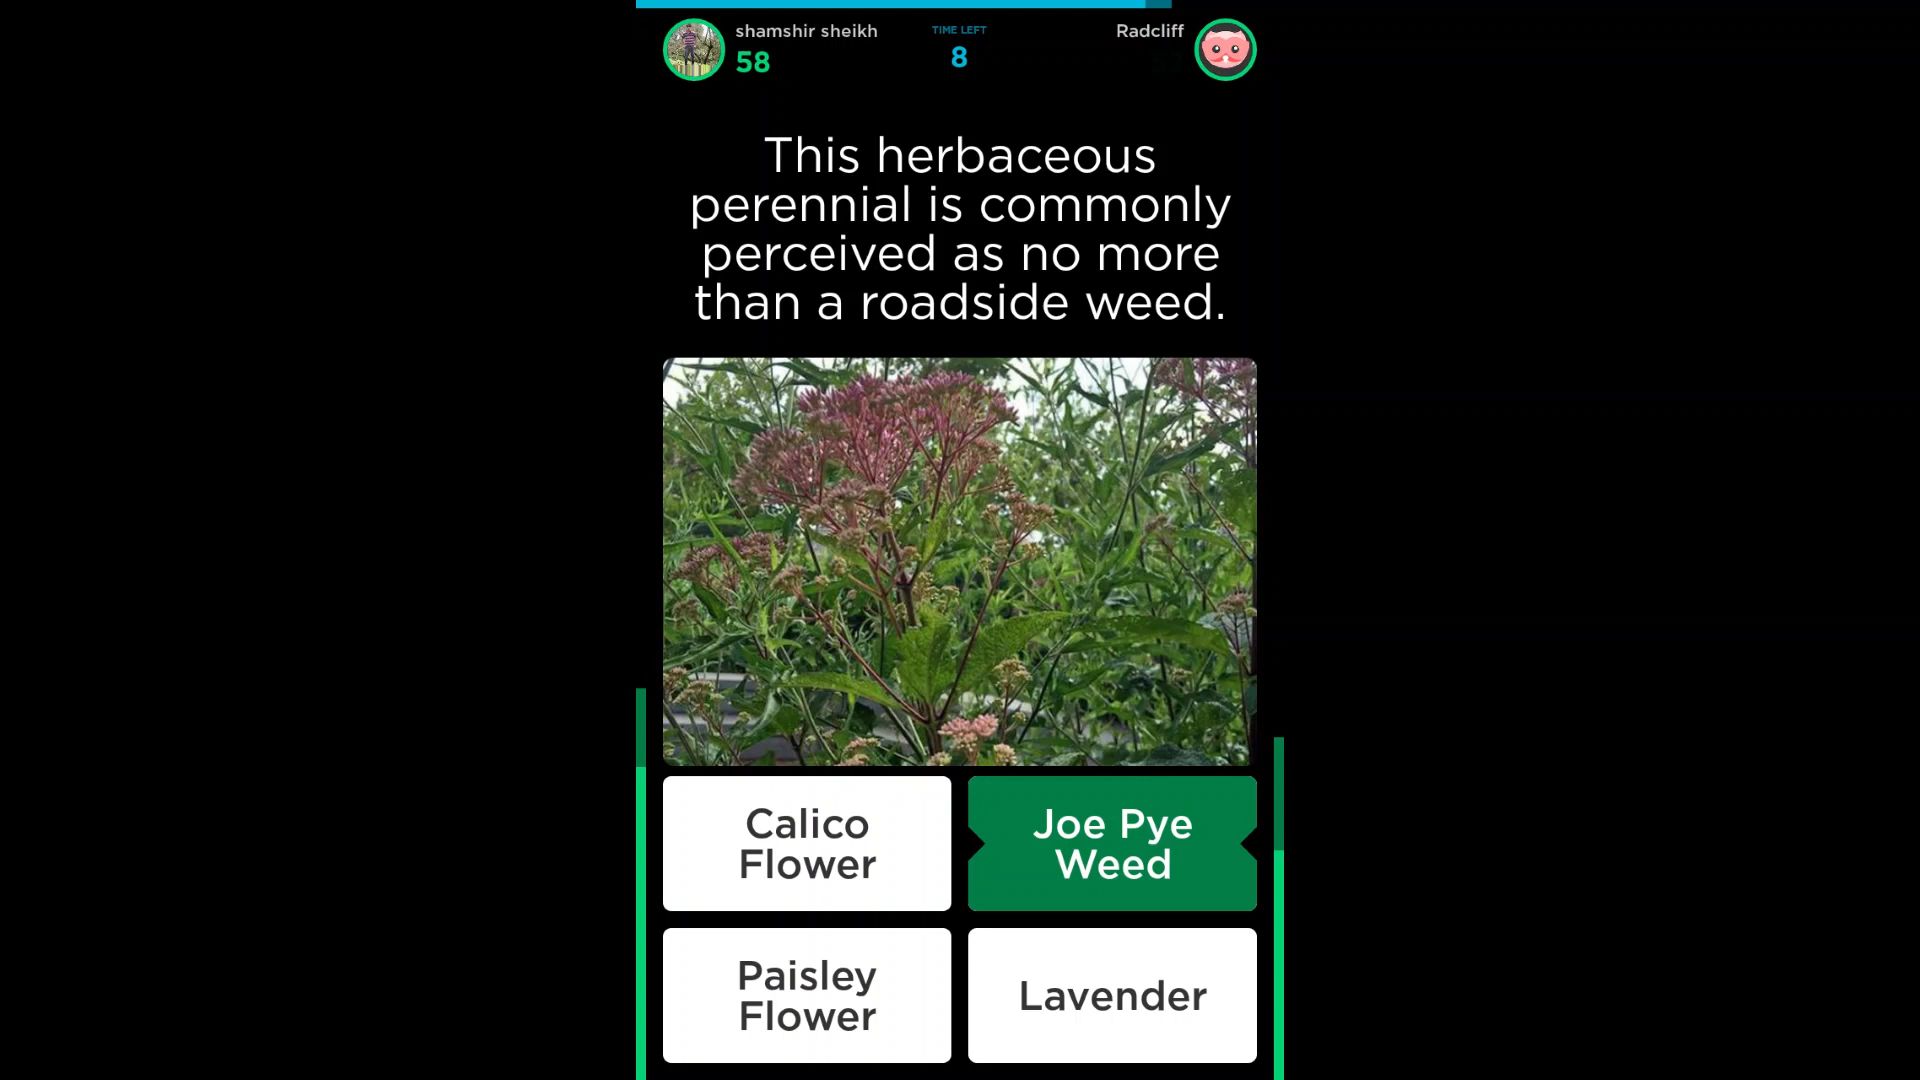 shamshir sheikh
58
TIME LEFT
8
Radcliff
This herbaceous
perennial is commonly
perceived as no more
than a roadside weed.
Calico
Flower
Joe Pye
Weed
Paisley
Flower
Lavender